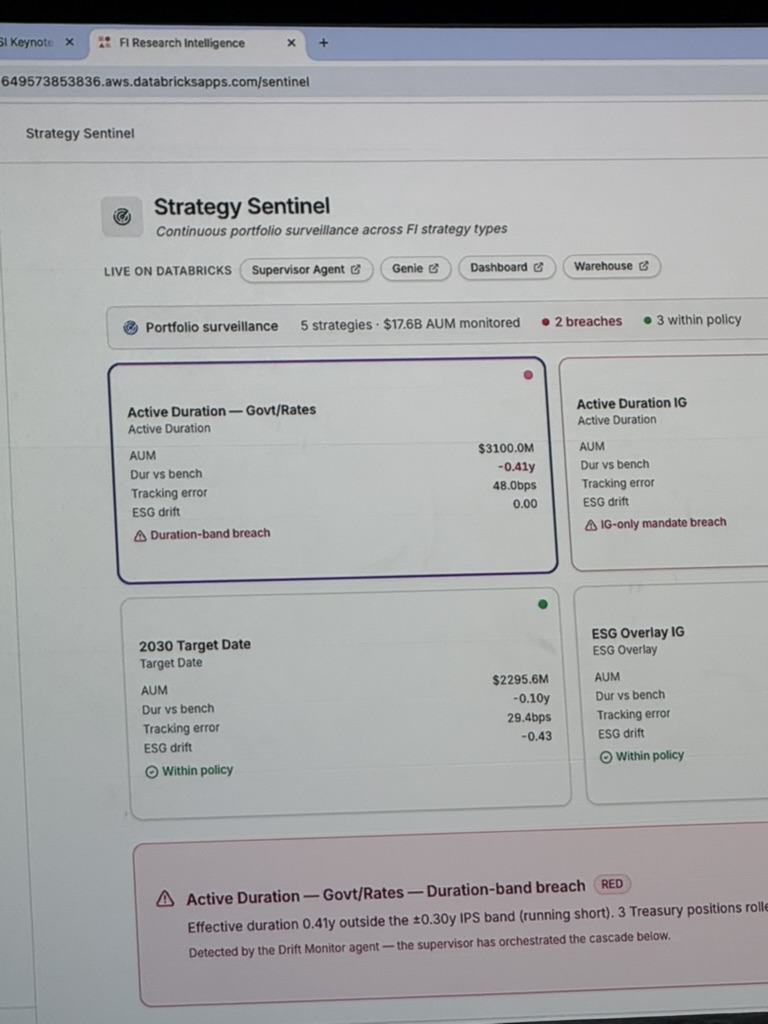 SI Keynote
FI Research Intelligence
649573853836.aws.databricksapps.com/sentinel
Strategy Sentinel
Strategy Sentinel
Continuous portfolio surveillance across FI strategy types
LIVE ON DATABRICKS Supervisor Agent Genie Dashboard Warehouse
Portfolio surveillance 5 strategies · $17.6B AUM monitored 2 breaches 3 within policy
Active Duration — Govt/Rates
Active Duration
AUM $3100.0M
Dur vs bench -0.41y
Tracking error 48.0bps
ESG drift 0.00
Duration-band breach
Active Duration IG
Active Duration
AUM
Dur vs bench
Tracking error
ESG drift
IG-only mandate breach
2030 Target Date
Target Date
AUM $2295.6M
Dur vs bench -0.10y
Tracking error 29.4bps
ESG drift -0.43
Within policy
ESG Overlay IG
ESG Overlay
AUM
Dur vs bench
Tracking error
ESG drift
Within policy
Active Duration — Govt/Rates — Duration-band breach RED
Effective duration 0.41y outside the ±0.30y IPS band (running short). 3 Treasury positions rolle
Detected by the Drift Monitor agent — the supervisor has orchestrated the cascade below.